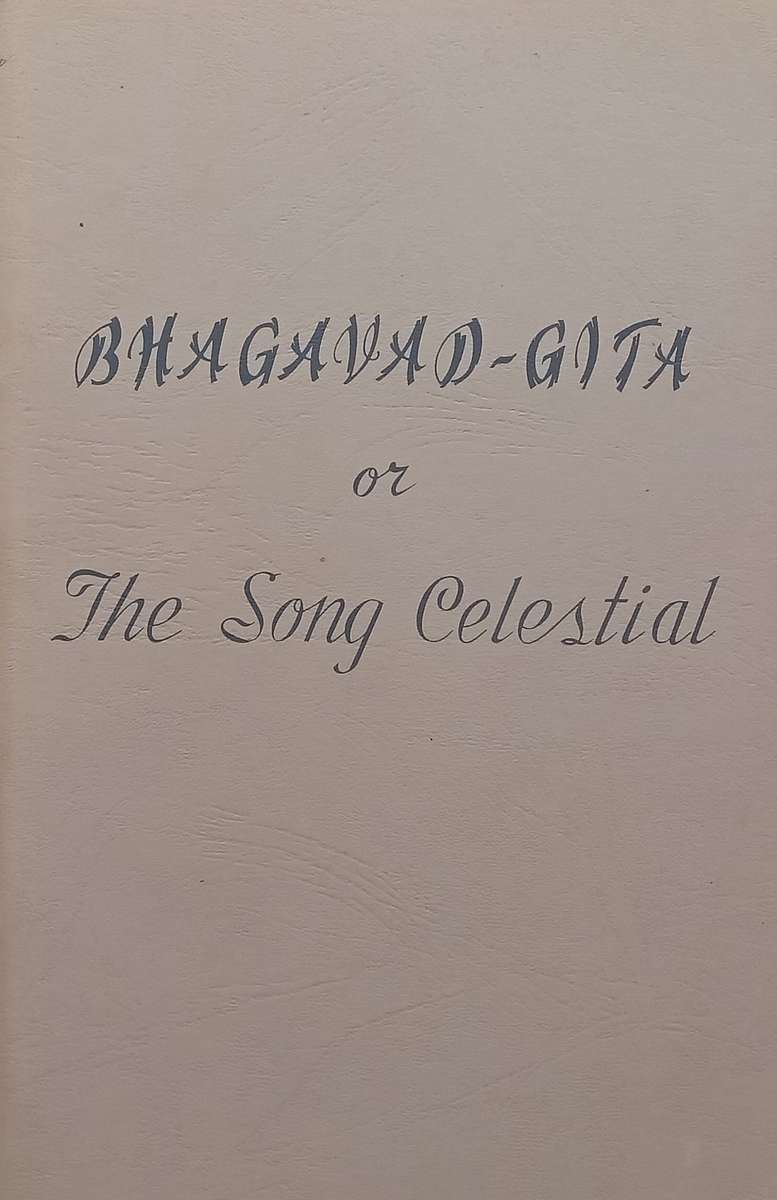 BHAGAVAD-GITA
or
The Song Celestial